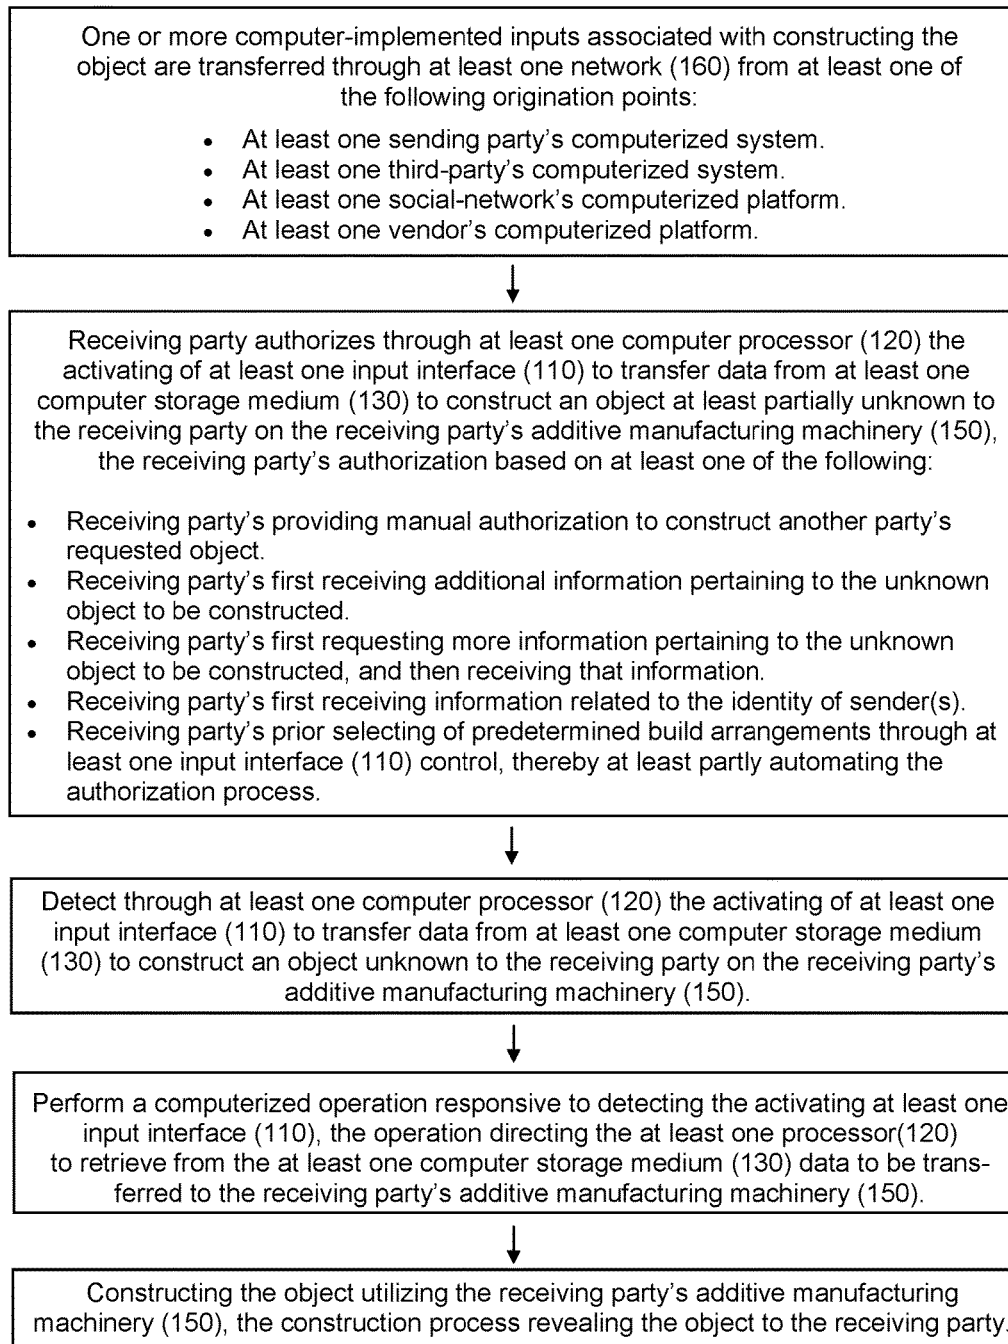 One or more computer-implemented inputs associated with constructing the
object are transferred through at least one network (160) from at least one of
the following origination points:
• At least one sending party's computerized system.
• At least one third-party's computerized system.
• At least one social-network's computerized platform.
• At least one vendor's computerized platform.
Receiving party authorizes through at least one computer processor (120) the
activating of at least one input interface (110) to transfer data from at least one
computer storage medium (130) to construct an object at least partially unknown to
the receiving party on the receiving party's additive manufacturing machinery (150),
the receiving party's authorization based on at least one of the following:
• Receiving party's providing manual authorization to construct another party's
requested object.
• Receiving party's first receiving additional information pertaining to the unknown
object to be constructed.
• Receiving party's first requesting more information pertaining to the unknown
object to be constructed, and then receiving that information.
• Receiving party's first receiving information related to the identity of sender(s).
• Receiving party's prior selecting of predetermined build arrangements through at
least one input interface (110) control, thereby at least partly automating the
authorization process.
Detect through at least one computer processor (120) the activating of at least one
input interface (110) to transfer data from at least one computer storage medium
(130) to construct an object unknown to the receiving party on the receiving party's
additive manufacturing machinery (150).
Perform a computerized operation responsive to detecting the activating at least one
input interface (110), the operation directing the at least one processor(120)
to retrieve from the at least one computer storage medium (130) data to be trans-
ferred to the receiving party's additive manufacturing machinery (150).
Constructing the object utilizing the receiving party's additive manufacturing
machinery (150), the construction process revealing the object to the receiving party.